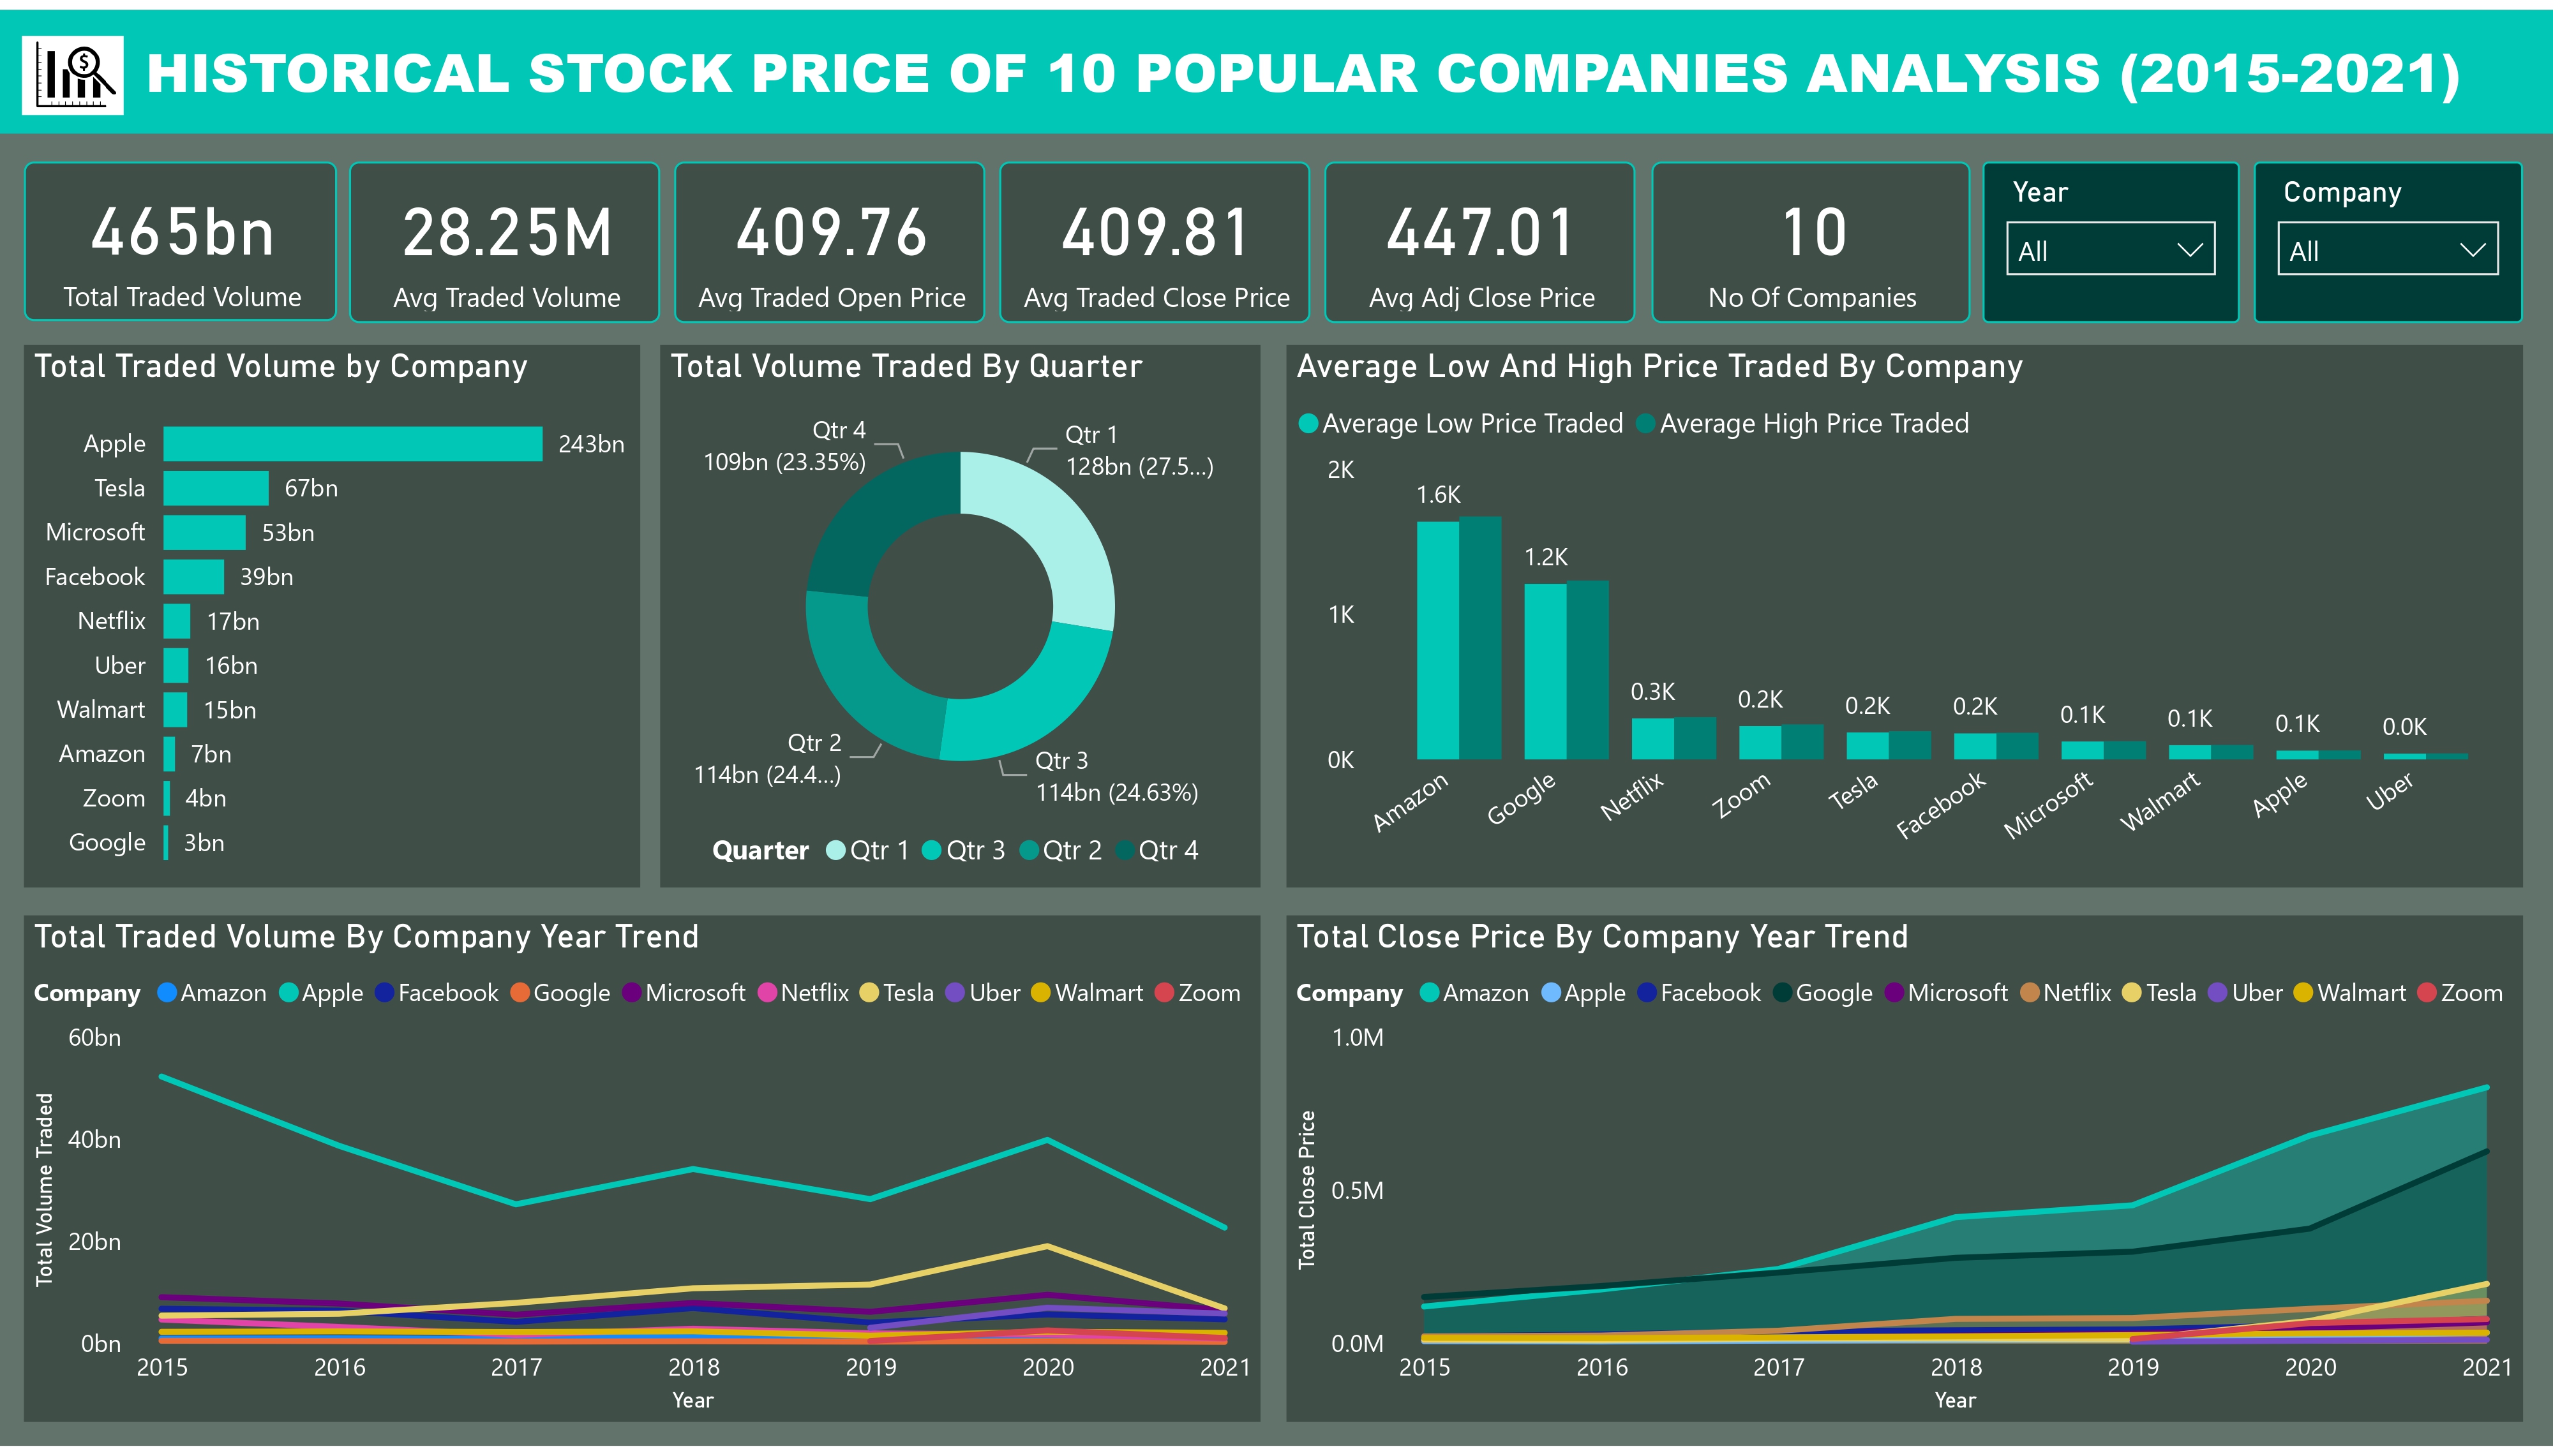 $
HISTORICAL STOCK PRICE OF 10 POPULAR COMPANIES ANALYSIS (2015-2021)
465bn
Total Traded Volume
28.25M
Avg Traded Volume
409.76
Avg Traded Open Price
409.81
Avg Traded Close Price
447.01
Avg Adj Close Price
10
No Of Companies
Year
All
Company
All
Total Traded Volume by Company
Apple 243bn
Tesla 67bn
Microsoft 53bn
Facebook 39bn
Netflix 17bn
Uber 16bn
Walmart 15bn
Amazon 7bn
Zoom 4bn
Google 3bn
Total Volume Traded By Quarter
Qtr 4
109bn (23.35%)
Qtr 1
128bn (27.5...)
Qtr 2
114bn (24.4...)
Qtr 3
114bn (24.63%)
Quarter Qtr 1 Qtr 3 Qtr 2 Qtr 4
Average Low And High Price Traded By Company
Average Low Price Traded Average High Price Traded
2K
1K
0K
1.6K
1.2K
0.3K
0.2K
0.2K
0.2K
0.1K
0.1K
0.1K
0.0K
Amazon
Google
Netflix
Zoom
Tesla
Facebook
Microsoft
Walmart
Apple
Uber
Total Traded Volume By Company Year Trend
Company Amazon Apple Facebook Google Microsoft Netflix Tesla Uber Walmart Zoom
Total Volume Traded
60bn
40bn
20bn
0bn
2015 2016 2017 2018 2019 2020 2021
Year
Total Close Price By Company Year Trend
Company Amazon Apple Facebook Google Microsoft Netflix Tesla Uber Walmart Zoom
Total Close Price
1.0M
0.5M
0.0M
2015 2016 2017 2018 2019 2020 2021
Year